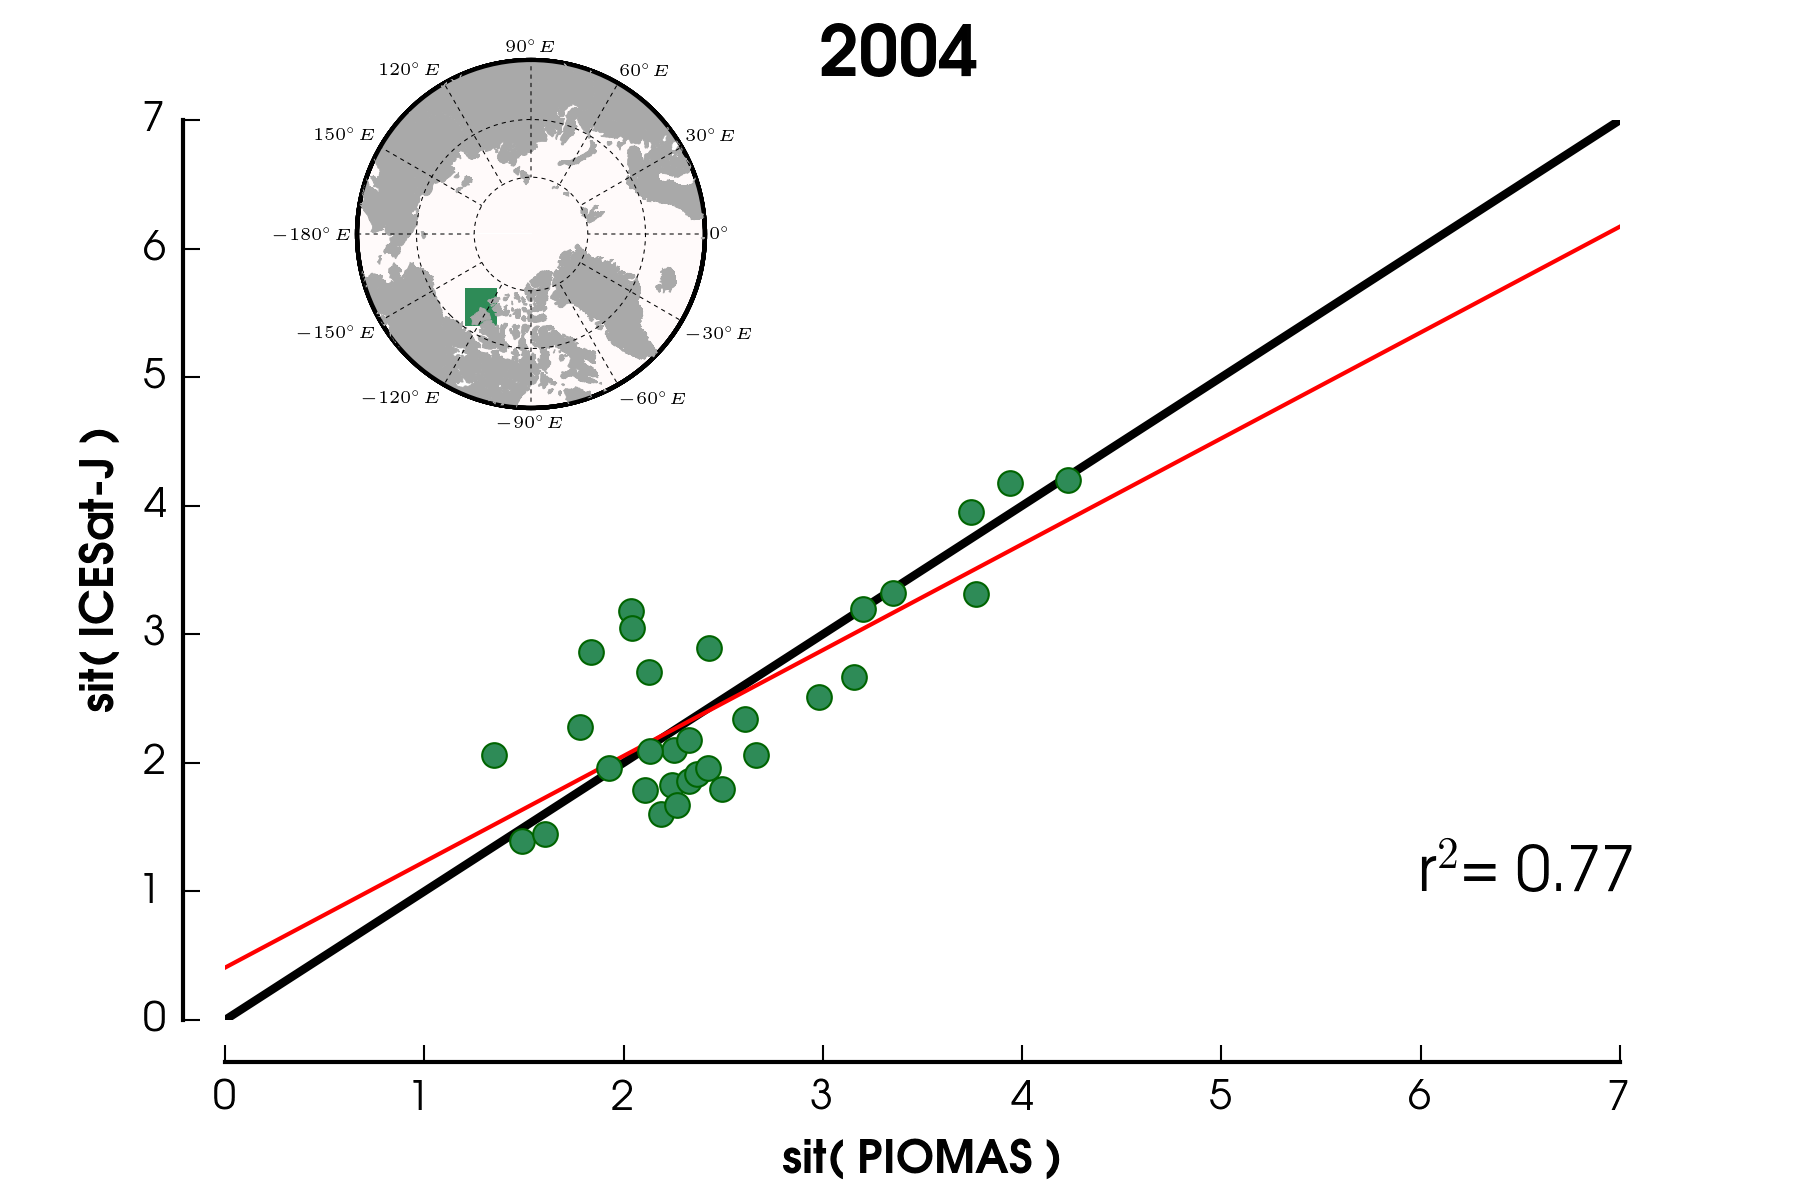 2004
90° E
120° E
60° E
150° E
30° E
−180° E
0°
−150° E
−30° E
−120° E
−60° E
−90° E
7
6
5
4
3
2
1
0
sit( ICESat-J )
r²= 0.77
0 1 2 3 4 5 6 7
sit( PIOMAS )